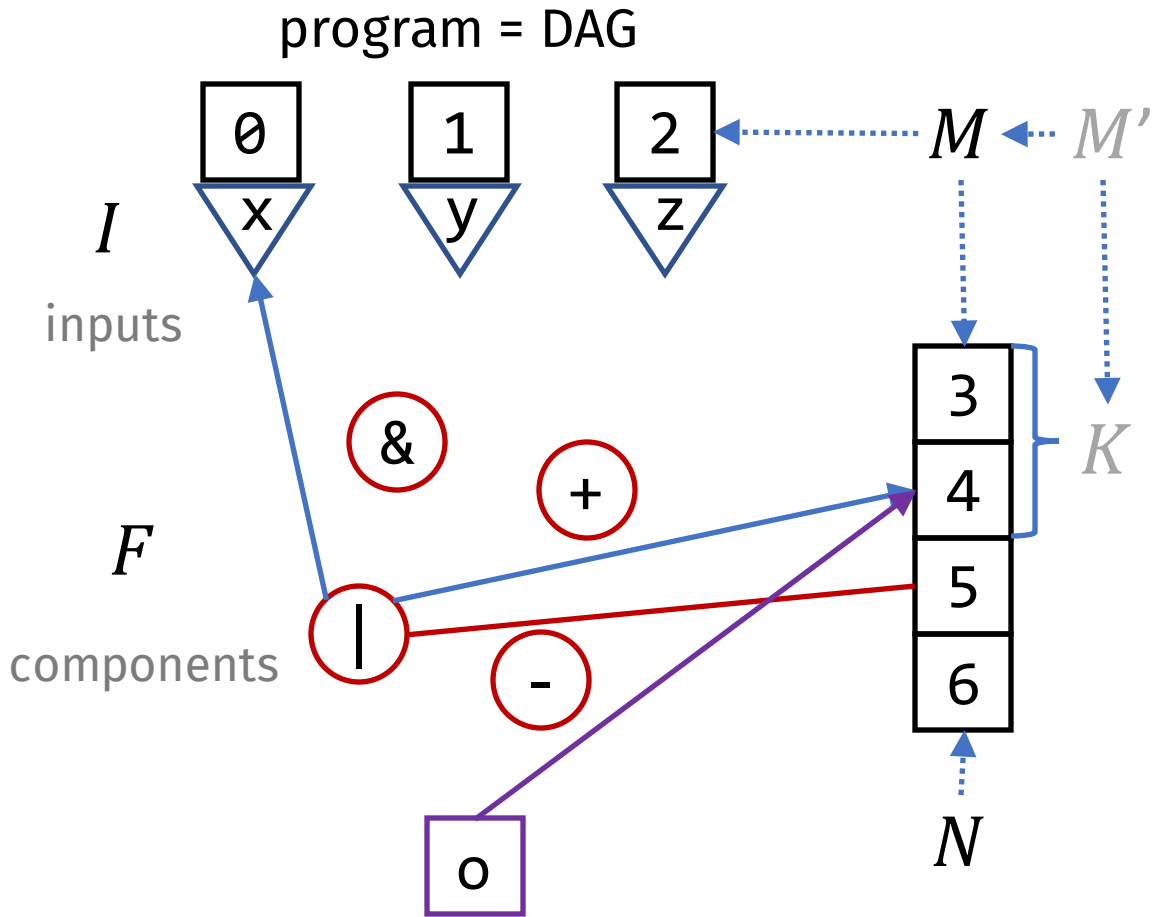 program = DAG
0 1 2 M M’
x y z
I
inputs
3
& K
+ 4
F
5
|
components
- 6
N
o